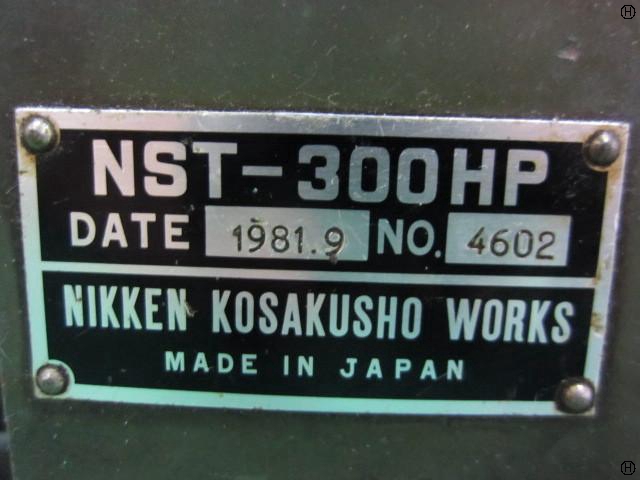 NST-300HP
DATE 1981.9 NO. 4602
NIKKEN KOSAKUSHO WORKS
MADE IN JAPAN
H
H